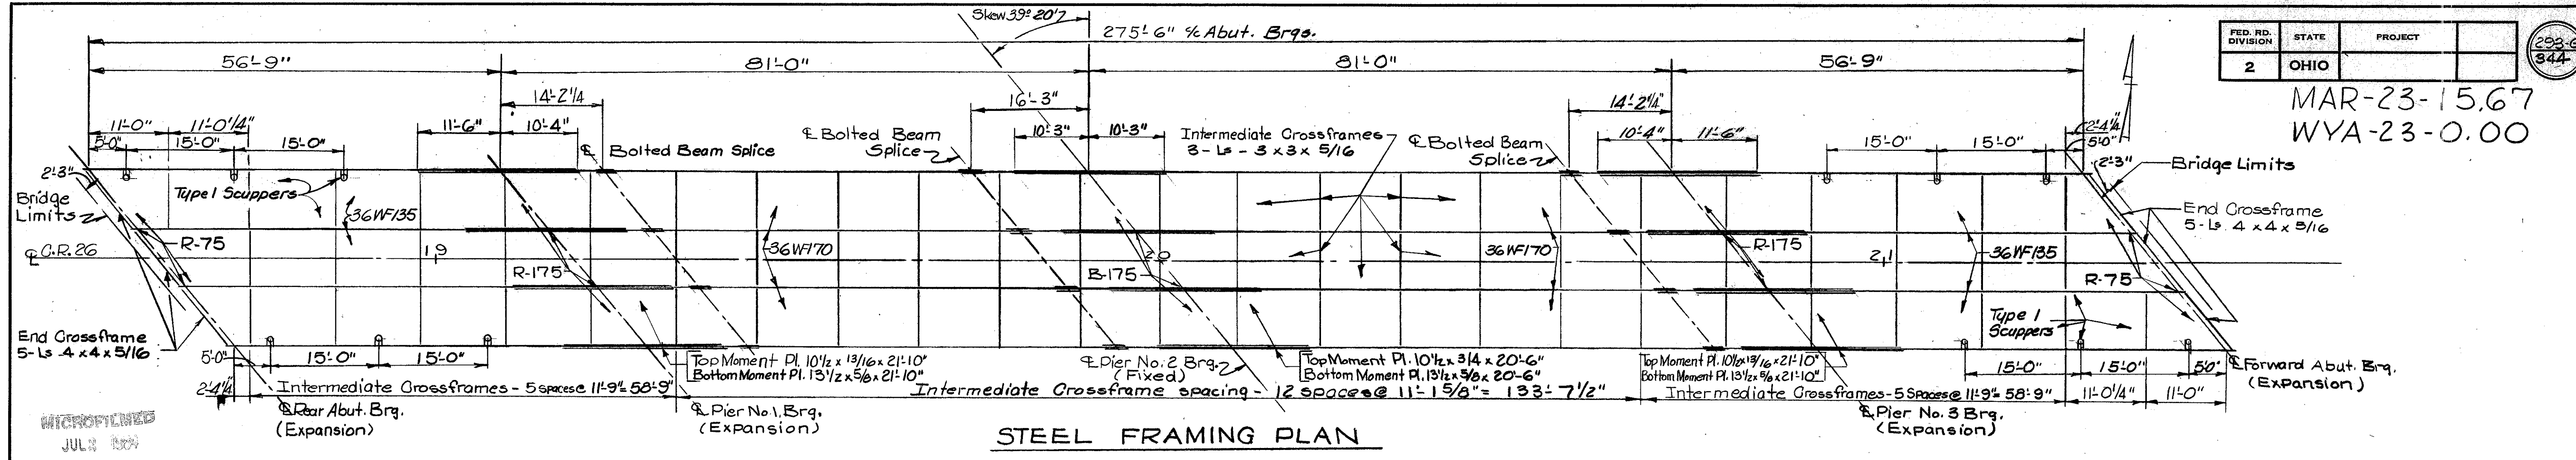 Skew 39° 20'
275'-6" c/c Abut. Brgs.
56'-9"
81'-0"
81'-0"
56'-9"
FED. RD. DIVISION
STATE
PROJECT
2
OHIO
344
MAR-23-15.67
WYA-23-0.00
14'-2 1/4
16'-3"
14'-2 1/4"
11'-0"
11'-0 1/4"
11'-6"
10'-4"
10'-3"
10'-3"
10'-4"
11'-6"
2'-4 1/4
5'-0"
15'-0"
15'-0"
15'-0"
15'-0"
5'-0"
℄ Bolted Beam Splice
℄ Bolted Beam
Splice
Intermediate Crossframes
3-Ls-3x3x5/16
℄ Bolted Beam
Splice
2'-3"
Bridge
Limits
Type 1 Scuppers
36WF135
2'-3"
Bridge Limits
End Crossframe
5-Ls 4x4x5/16
℄ C.R. 26
R-75
19
R-175
36WF170
B-175
20
36WF170
R-175
21
36WF135
R-75
Type 1
Scuppers
End Crossframe
5-Ls 4x4x5/16
5'-0"
15'-0"
15'-0"
Top Moment Pl. 10 1/2 x 13/16 x 21'-10"
Bottom Moment Pl. 13 1/2 x 5/8 x 21'-10"
℄ Pier No. 2 Brg.
(Fixed)
Top Moment Pl. 10 1/2 x 3/4 x 20'-6"
Bottom Moment Pl. 13 1/2 x 5/8 x 20'-6"
Top Moment Pl. 10 1/2 x 13/16 x 21'-10"
Bottom Moment Pl. 13 1/2 x 5/8 x 21'-10"
15'-0"
15'-0"
5'-0"
℄ Forward Abut. Brg.
(Expansion)
2'-4 1/4
Intermediate Crossframes - 5 spaces @ 11'-9" = 58'-9"
Intermediate Crossframe spacing - 12 spaces @ 11'-1 5/8" = 133'-7 1/2"
Intermediate Crossframes - 5 Spaces @ 11'-9" = 58'-9"
11'-0 1/4"
11'-0"
℄ Rear Abut. Brg.
(Expansion)
℄ Pier No. 1. Brg.
(Expansion)
℄ Pier No. 3 Brg.
(Expansion)
MICROFILMED
JUL
STEEL FRAMING PLAN